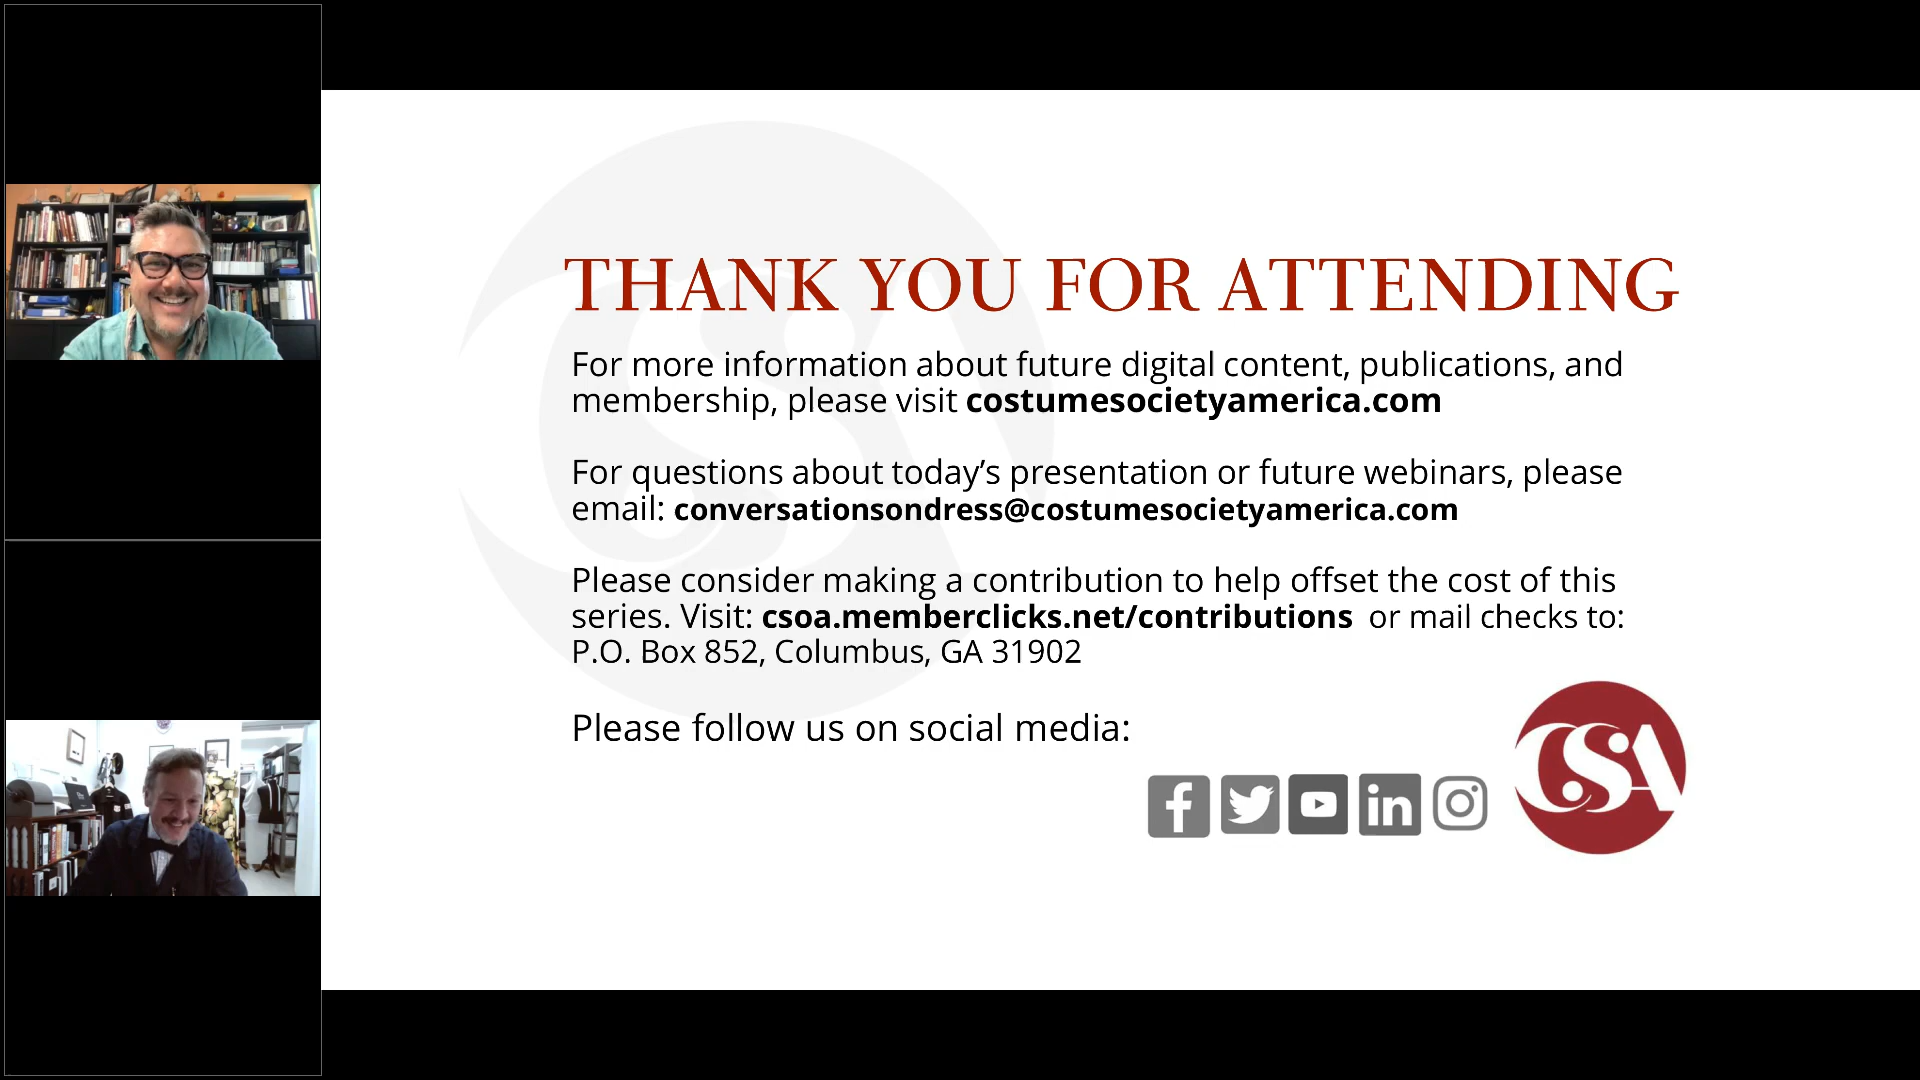 THANK YOU FOR ATTENDING
For more information about future digital content, publications, and
membership, please visit costumesocietyamerica.com
For questions about today’s presentation or future webinars, please
email: conversationsondress@costumesocietyamerica.com
Please consider making a contribution to help offset the cost of this
series. Visit: csoa.memberclicks.net/contributions or mail checks to:
P.O. Box 852, Columbus, GA 31902
Please follow us on social media:
CSA